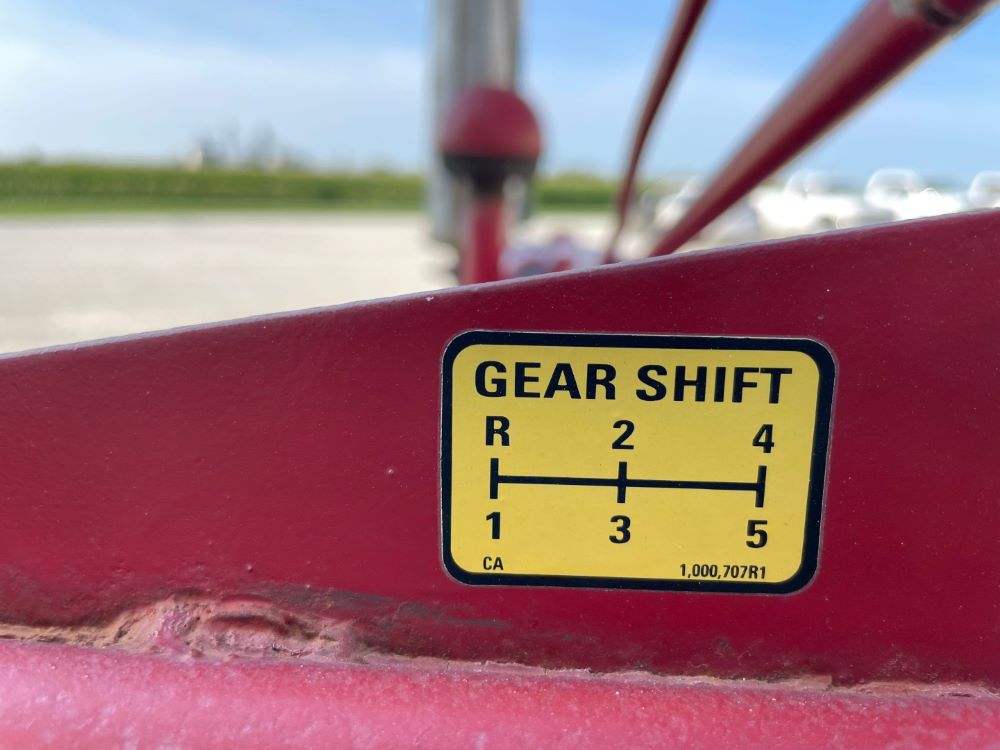 GEAR SHIFT
R 2 4
1 3 5
CA 1,000,707R1